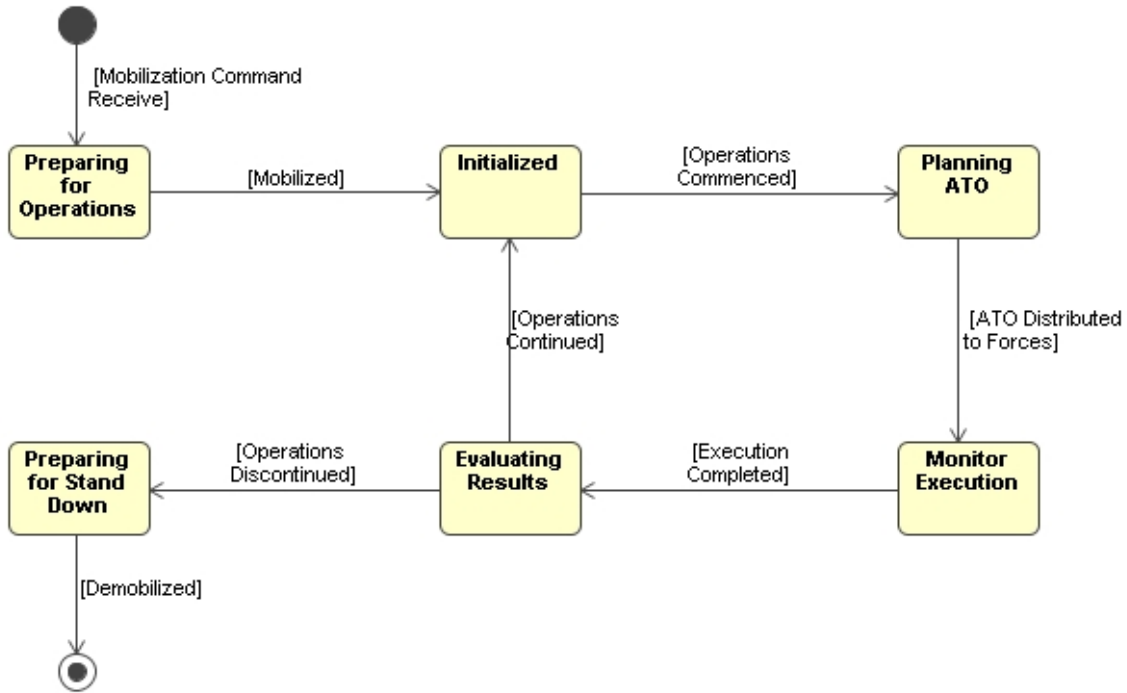 [Mobilization Command
Receive]
Preparing
for
Operations
[Mobilized]
Initialized
[Operations
Commenced]
Planning
ATO
[Operations
Continued]
[ATO Distributed
to Forces]
Preparing
for Stand
Down
[Operations
Discontinued]
Evaluating
Results
[Execution
Completed]
Monitor
Execution
[Demobilized]